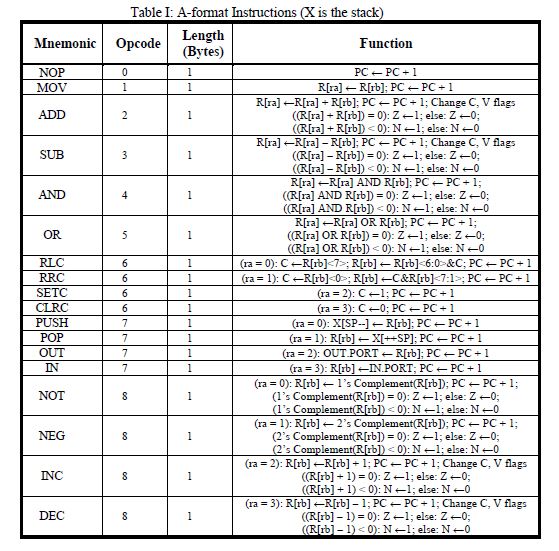 Table I: A-format Instructions (X is the stack)
Mnemonic Opcode Length (Bytes) Function
NOP 0 1 PC ← PC + 1
MOV 1 1 R[ra] ← R[rb]; PC ← PC + 1
ADD 2 1 R[ra] ←R[ra] + R[rb]; PC ← PC + 1; Change C, V flags
((R[ra] + R[rb]) = 0): Z ←1; else: Z ←0;
((R[ra] + R[rb]) < 0): N ←1; else: N ←0
SUB 3 1 R[ra] ←R[ra] – R[rb]; PC ← PC + 1; Change C, V flags
((R[ra] – R[rb]) = 0): Z ←1; else: Z ←0;
((R[ra] – R[rb]) < 0): N ←1; else: N ←0
AND 4 1 R[ra] ←R[ra] AND R[rb]; PC ← PC + 1;
((R[ra] AND R[rb]) = 0): Z ←1; else: Z ←0;
((R[ra] AND R[rb]) < 0): N ←1; else: N ←0
OR 5 1 R[ra] ←R[ra] OR R[rb]; PC ← PC + 1;
((R[ra] OR R[rb]) = 0): Z ←1; else: Z ←0;
((R[ra] OR R[rb]) < 0): N ←1; else: N ←0
RLC 6 1 (ra = 0): C ←R[rb]<7>; R[rb] ← R[rb]<6:0>&C; PC ← PC + 1
RRC 6 1 (ra = 1): C ←R[rb]<0>; R[rb] ←C&R[rb]<7:1>; PC ← PC + 1
SETC 6 1 (ra = 2): C ←1; PC ← PC + 1
CLRC 6 1 (ra = 3): C ←0; PC ← PC + 1
PUSH 7 1 (ra = 0): X[SP--] ← R[rb]; PC ← PC + 1
POP 7 1 (ra = 1): R[rb] ← X[++SP]; PC ← PC + 1
OUT 7 1 (ra = 2): OUT.PORT ← R[rb]; PC ← PC + 1
IN 7 1 (ra = 3): R[rb] ←IN.PORT; PC ← PC + 1
NOT 8 1 (ra = 0): R[rb] ← 1's Complement(R[rb]); PC ← PC + 1;
(1's Complement(R[rb]) = 0): Z ←1; else: Z ←0;
(1's Complement(R[rb]) < 0): N ←1; else: N ←0
NEG 8 1 (ra = 1): R[rb] ← 2's Complement(R[rb]); PC ← PC + 1;
(2's Complement(R[rb]) = 0): Z ←1; else: Z ←0;
(2's Complement(R[rb]) < 0): N ←1; else: N ←0
INC 8 1 (ra = 2): R[rb] ←R[rb] + 1; PC ← PC + 1; Change C, V flags
((R[rb] + 1) = 0): Z ←1; else: Z ←0;
((R[rb] + 1) < 0): N ←1; else: N ←0
DEC 8 1 (ra = 3): R[rb] ←R[rb] – 1; PC ← PC + 1; Change C, V flags
((R[rb] – 1) = 0): Z ←1; else: Z ←0;
((R[rb] – 1) < 0): N ←1; else: N ←0